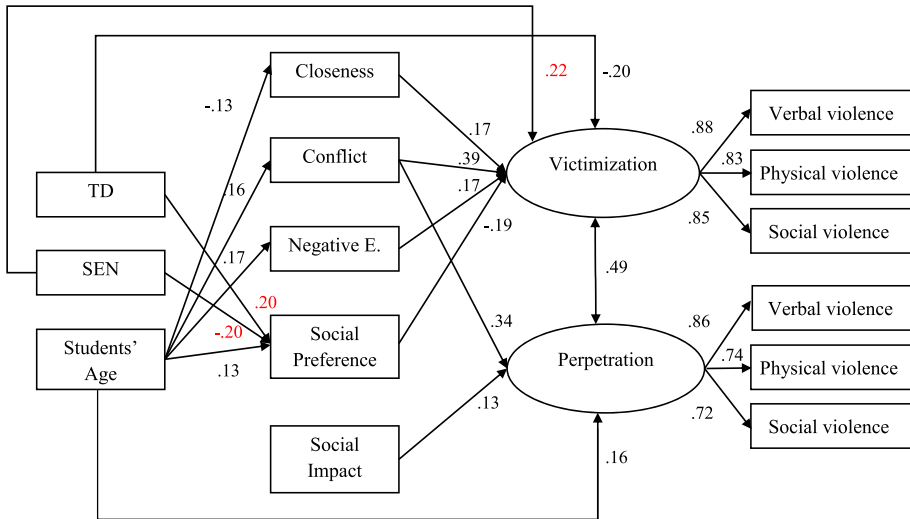 Closeness
.22
-.20
-.13
Verbal violence
.88
.17
Conflict
.39
Victimization
.83
Physical violence
TD
.16
.17
.85
-.19
Social violence
Negative E.
.17
SEN
.20
.49
-.20
Verbal violence
.86
Students’
Age
.13
Social
Preference
.34
Perpetration
.74
Physical violence
.13
.72
Social violence
Social
Impact
.16